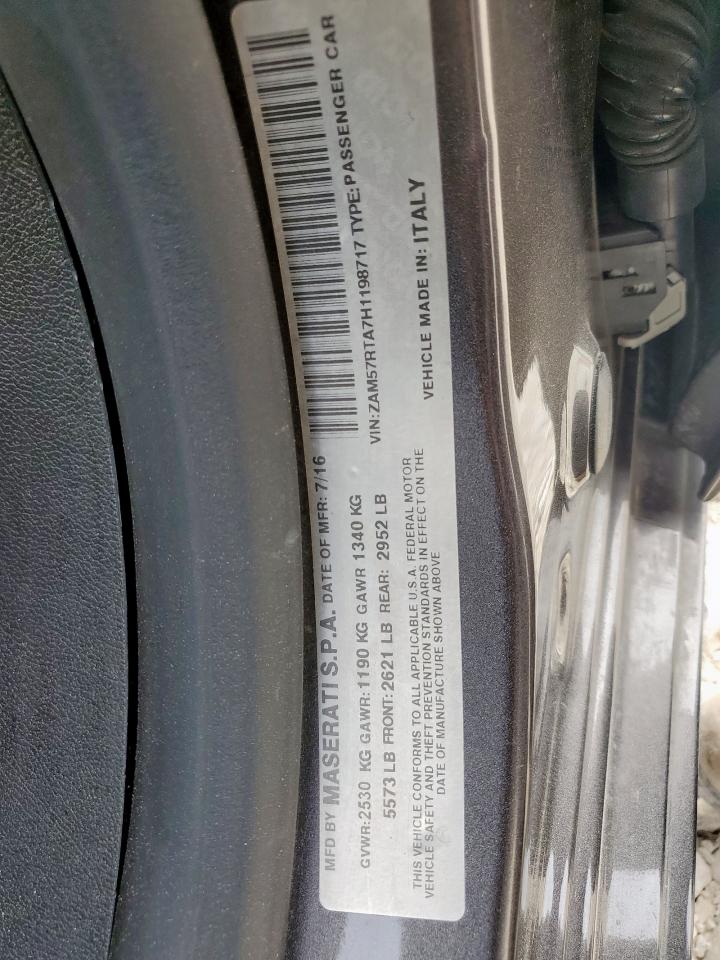 MFD BY MASERATI S.P.A. DATE OF MFR: 7/16
GVWR: 2530 KG GAWR: 1190 KG GAWR 1340 KG
5573 LB FRONT: 2621 LB REAR: 2952 LB
THIS VEHICLE CONFORMS TO ALL APPLICABLE U.S.A. FEDERAL MOTOR
VEHICLE SAFETY AND THEFT PREVENTION STANDARDS IN EFFECT ON THE
DATE OF MANUFACTURE SHOWN ABOVE
VIN: ZAM57RTA7H1198717 TYPE: PASSENGER CAR
VEHICLE MADE IN: ITALY